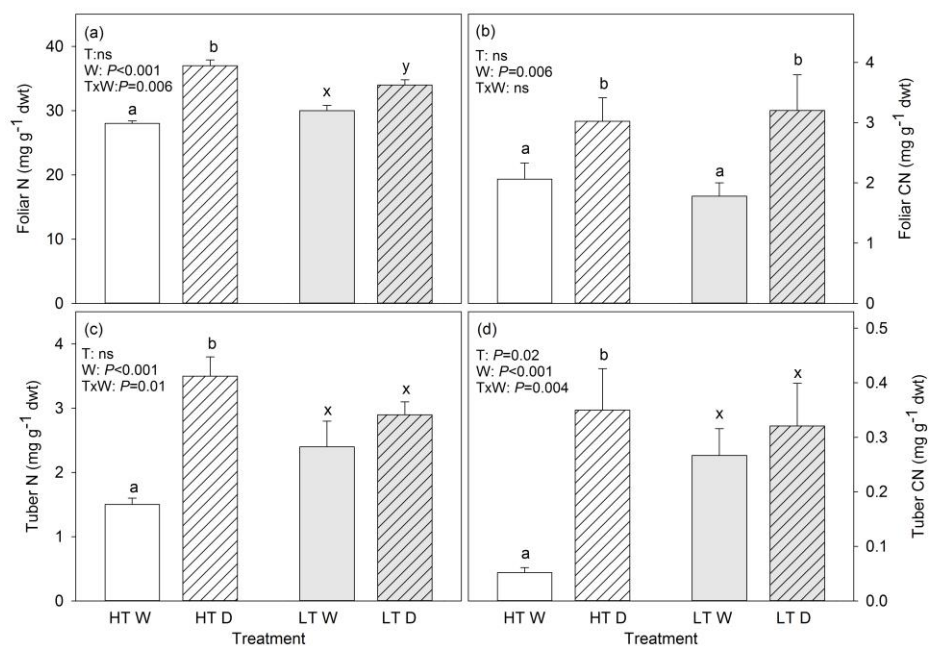 (a)
T:ns
W: P<0.001
TxW:P=0.006
a
b
x
y
40
30
20
10
0
Foliar N (mg g⁻¹ dwt)
(b)
T: ns
W: P=0.006
TxW: ns
a
b
a
b
4
3
2
1
0
Foliar CN (mg g⁻¹ dwt)
(c)
T: ns
W: P<0.001
TxW: P=0.01
a
b
x
x
4
3
2
1
0
Tuber N (mg g⁻¹ dwt)
HT W HT D LT W LT D
Treatment
(d)
T: P=0.02
W: P<0.001
TxW: P=0.004
a
b
x
x
0.5
0.4
0.3
0.2
0.1
0.0
Tuber CN (mg g⁻¹ dwt)
HT W HT D LT W LT D
Treatment